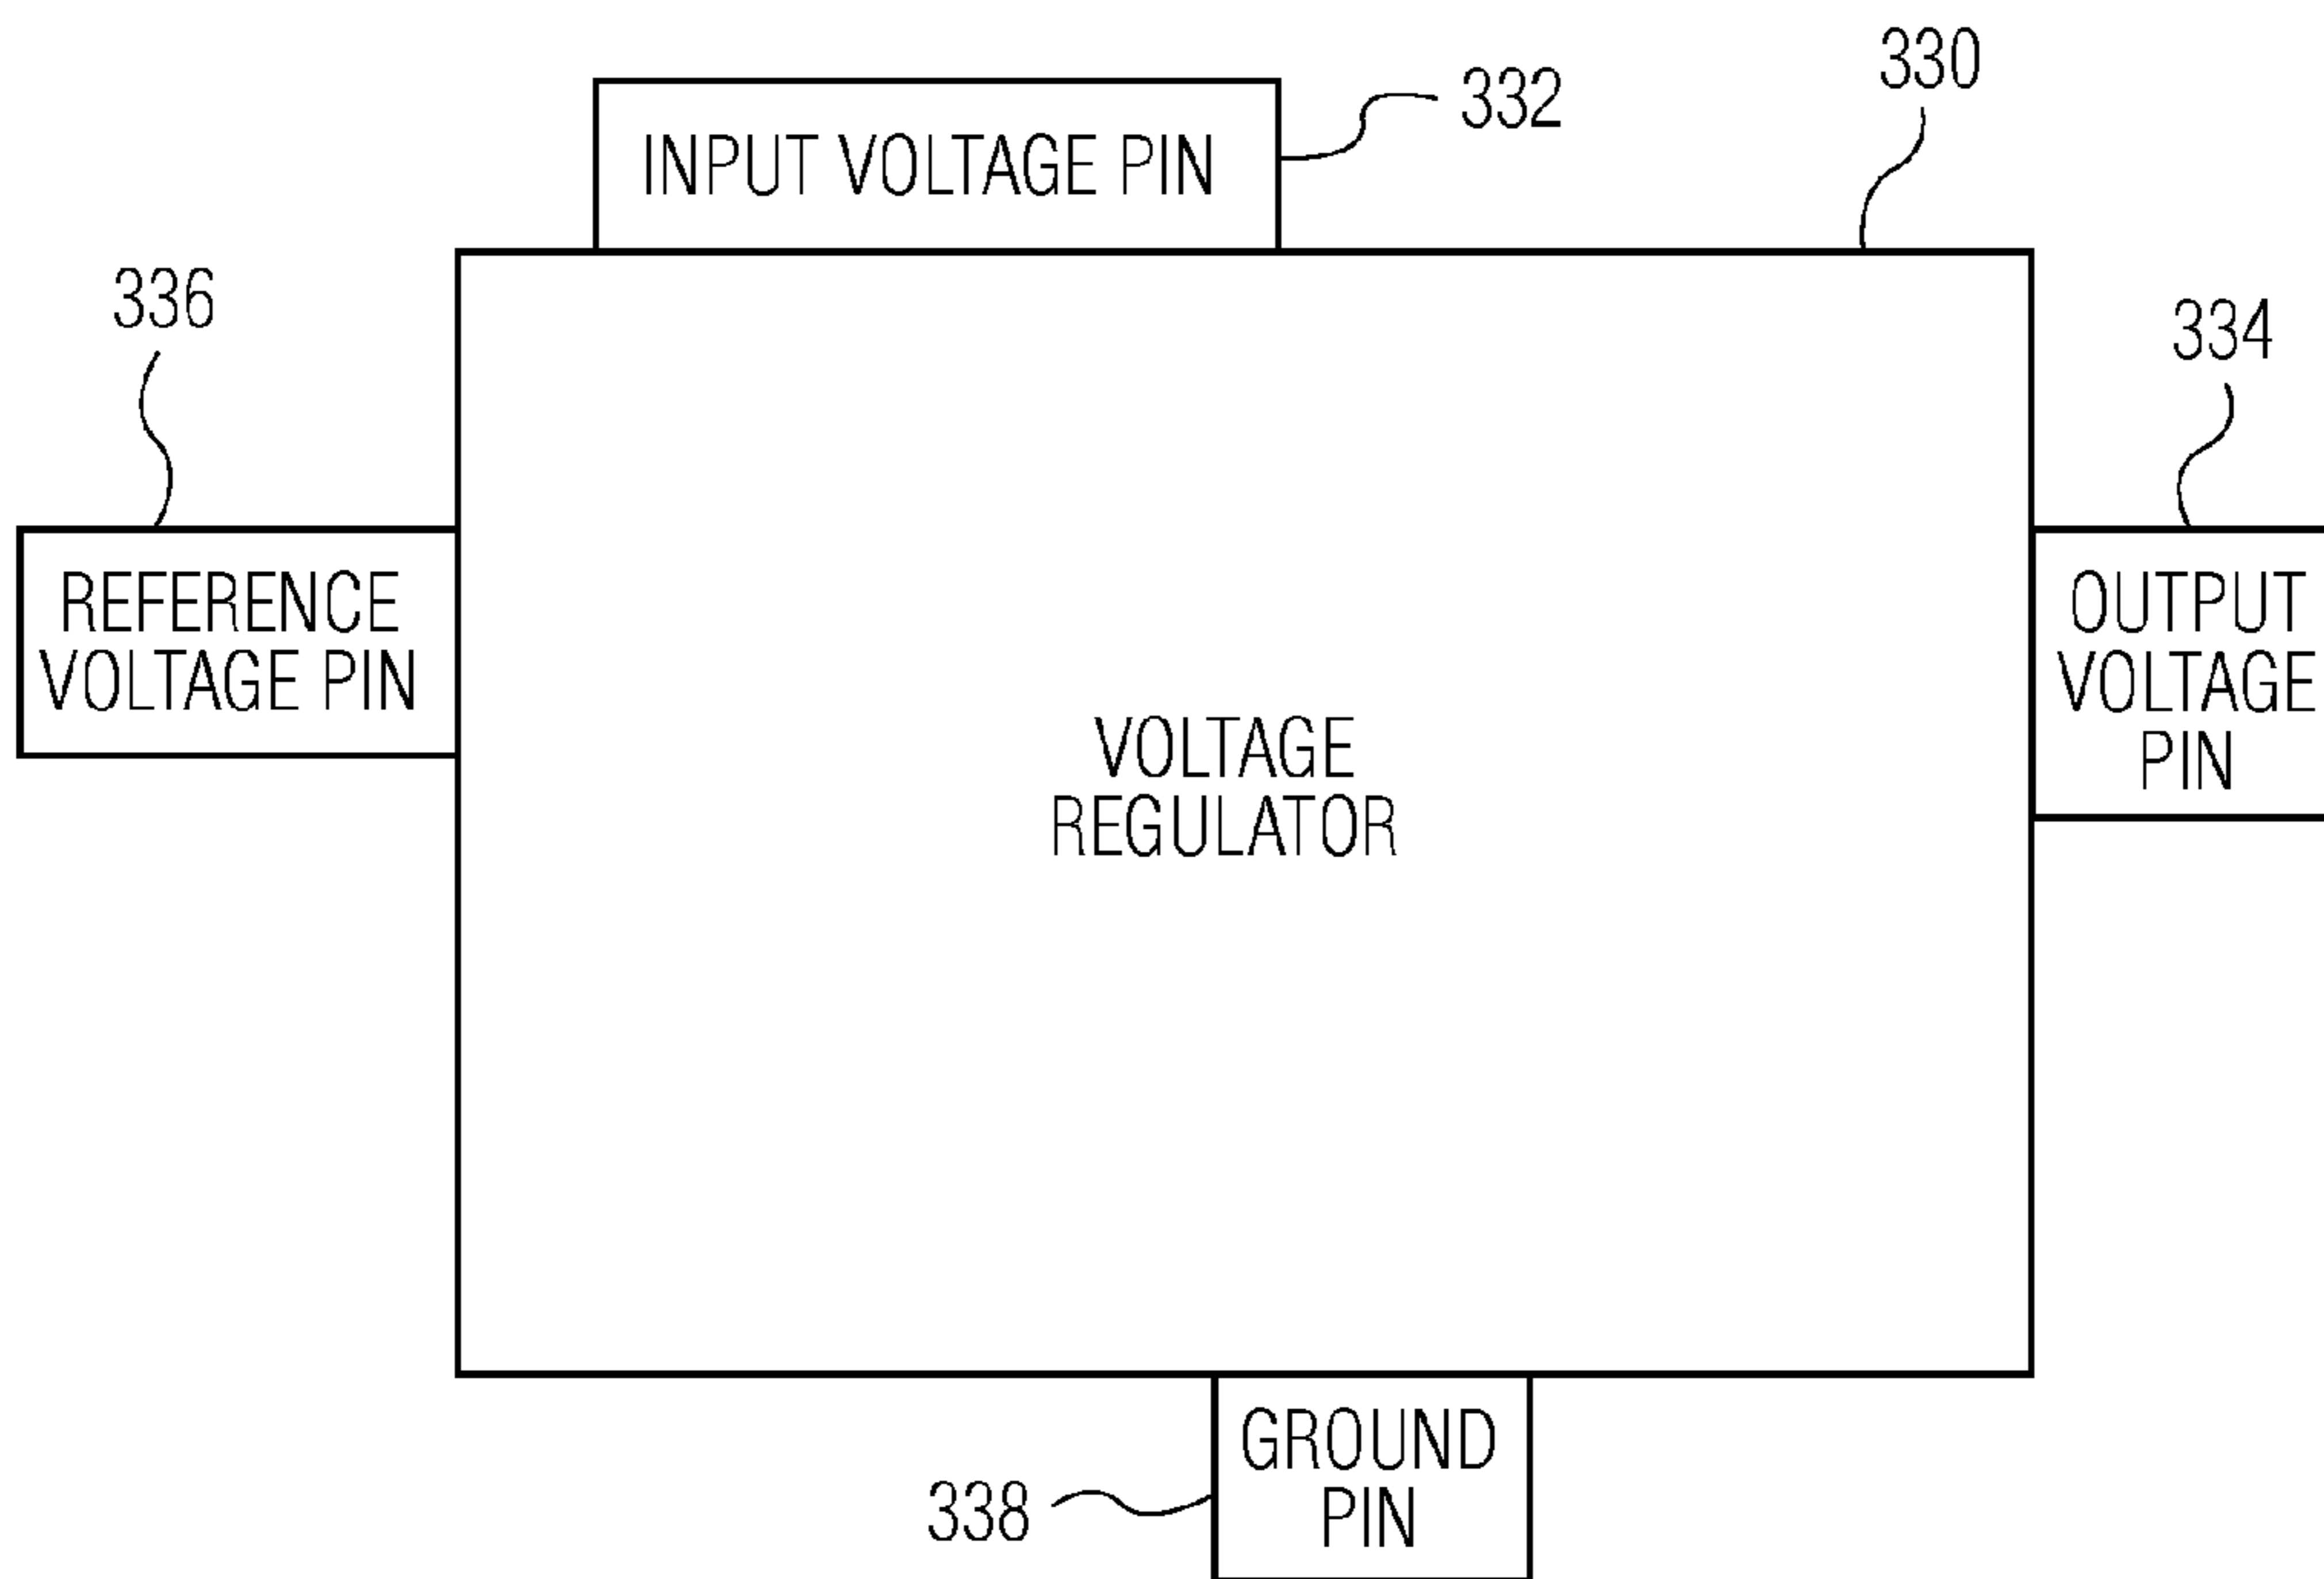 330
332
INPUT VOLTAGE PIN
336
334
REFERENCE
VOLTAGE PIN
OUTPUT
VOLTAGE
PIN
VOLTAGE
REGULATOR
GROUND
PIN
338